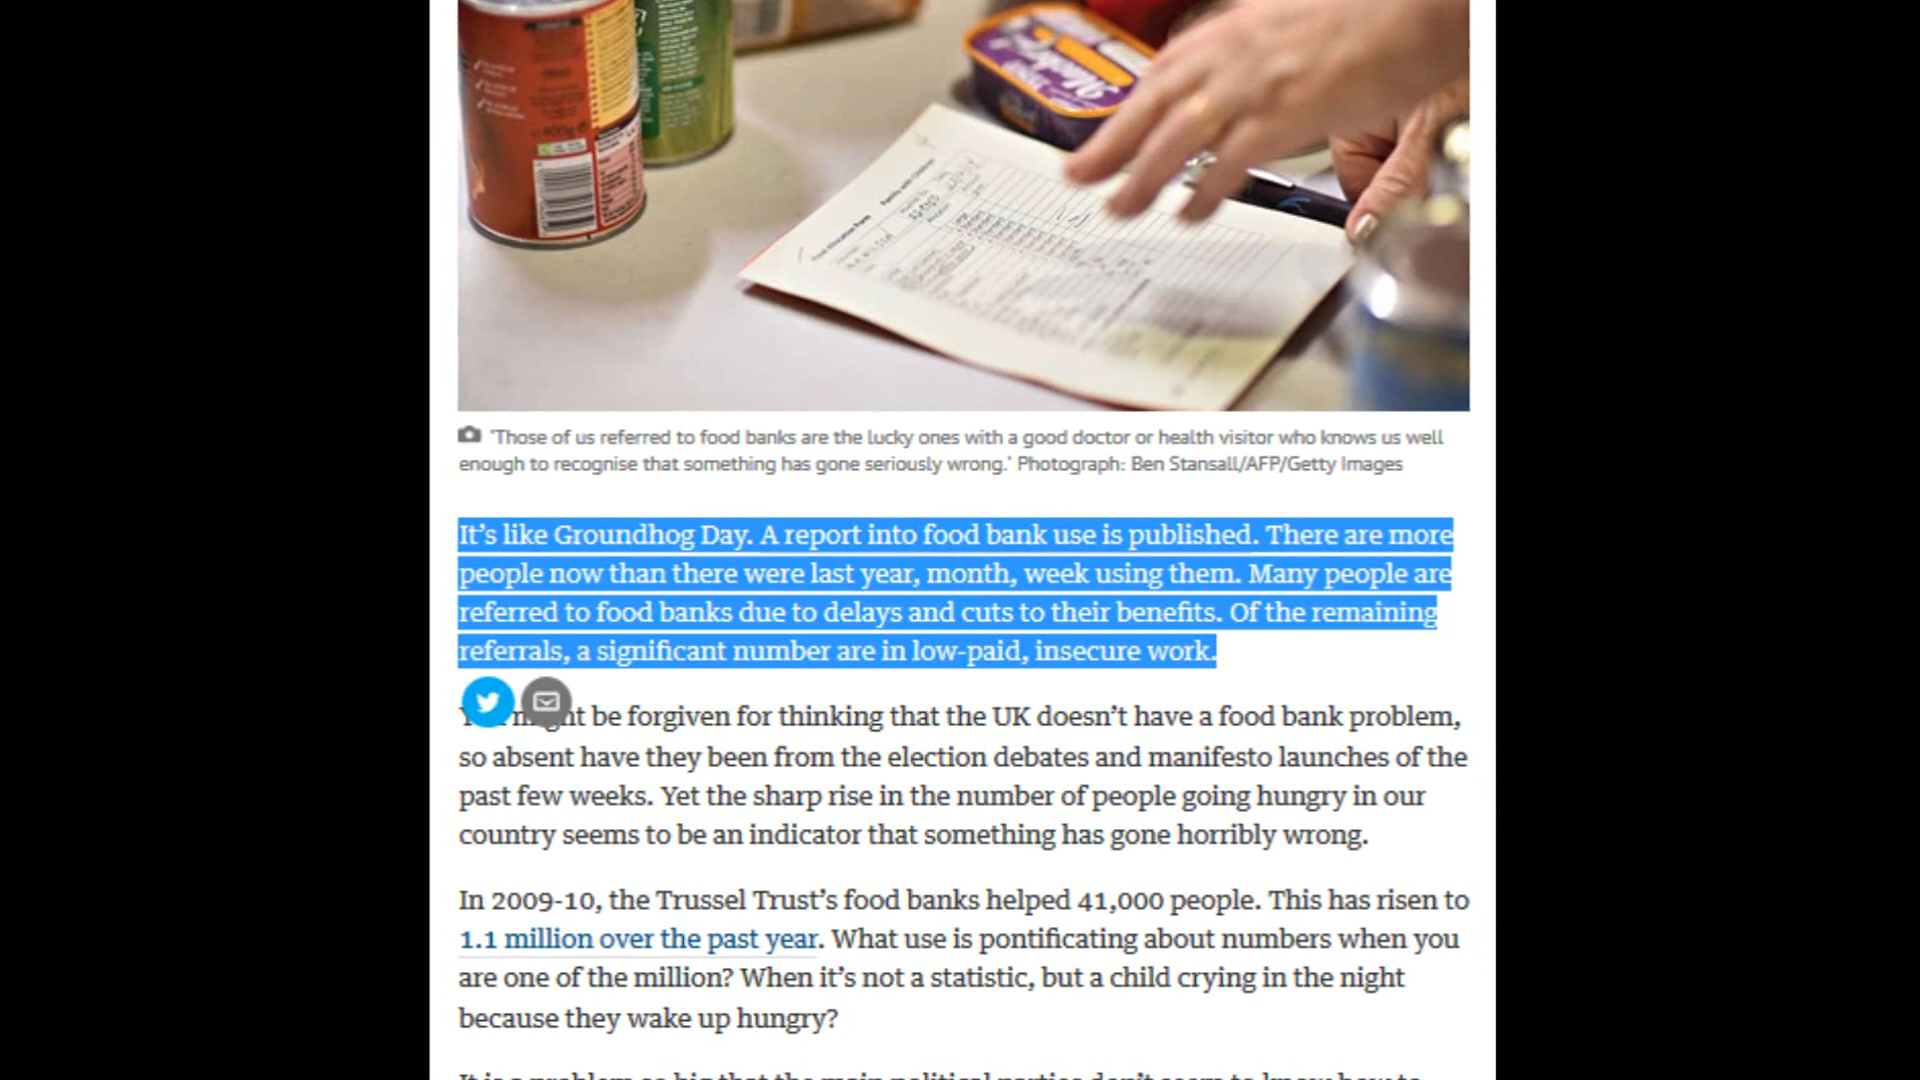 400g
'Those of us referred to food banks are the lucky ones with a good doctor or health visitor who knows us well
enough to recognise that something has gone seriously wrong.' Photograph: Ben Stansall/AFP/Getty Images
It’s like Groundhog Day. A report into food bank use is published. There are more
people now than there were last year, month, week using them. Many people are
referred to food banks due to delays and cuts to their benefits. Of the remaining
referrals, a significant number are in low-paid, insecure work.
be forgiven for thinking that the UK doesn’t have a food bank problem,
so absent have they been from the election debates and manifesto launches of the
past few weeks. Yet the sharp rise in the number of people going hungry in our
country seems to be an indicator that something has gone horribly wrong.
In 2009-10, the Trussel Trust’s food banks helped 41,000 people. This has risen to
1.1 million over the past year. What use is pontificating about numbers when you
are one of the million? When it’s not a statistic, but a child crying in the night
because they wake up hungry?